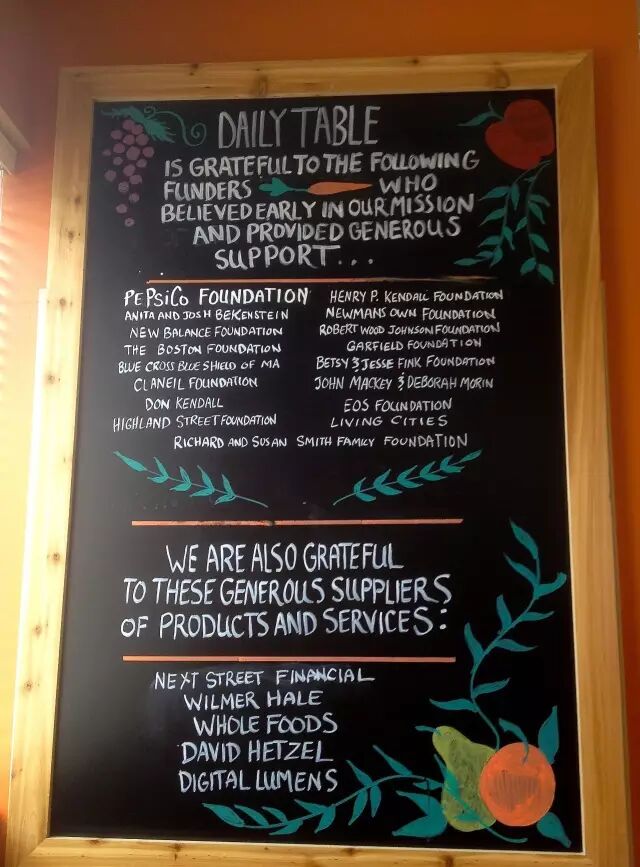 DAILY TABLE
IS GRATEFUL TO THE FOLLOWING
FUNDERS WHO
BELIEVED EARLY IN OUR MISSION
AND PROVIDED GENEROUS
SUPPORT...
PEPSICO FOUNDATION
ANITA AND JOSH BEKENSTEIN
NEW BALANCE FOUNDATION
THE BOSTON FOUNDATION
BLUE CROSS BLUE SHIELD OF MA
CLANEIL FOUNDATION
DON KENDALL
HIGHLAND STREET FOUNDATION
HENRY P. KENDALL FOUNDATION
NEWMANS OWN FOUNDATION
ROBERT WOOD JOHNSON FOUNDATION
GARFIELD FOUNDATION
BETSY & JESSE FINK FOUNDATION
JOHN MACKEY & DEBORAH MORIN
EOS FOUNDATION
LIVING CITIES
RICHARD AND SUSAN SMITH FAMILY FOUNDATION
WE ARE ALSO GRATEFUL
TO THESE GENEROUS SUPPLIERS
OF PRODUCTS AND SERVICES:
NEXT STREET FINANCIAL
WILMER HALE
WHOLE FOODS
DAVID HETZEL
DIGITAL LUMENS